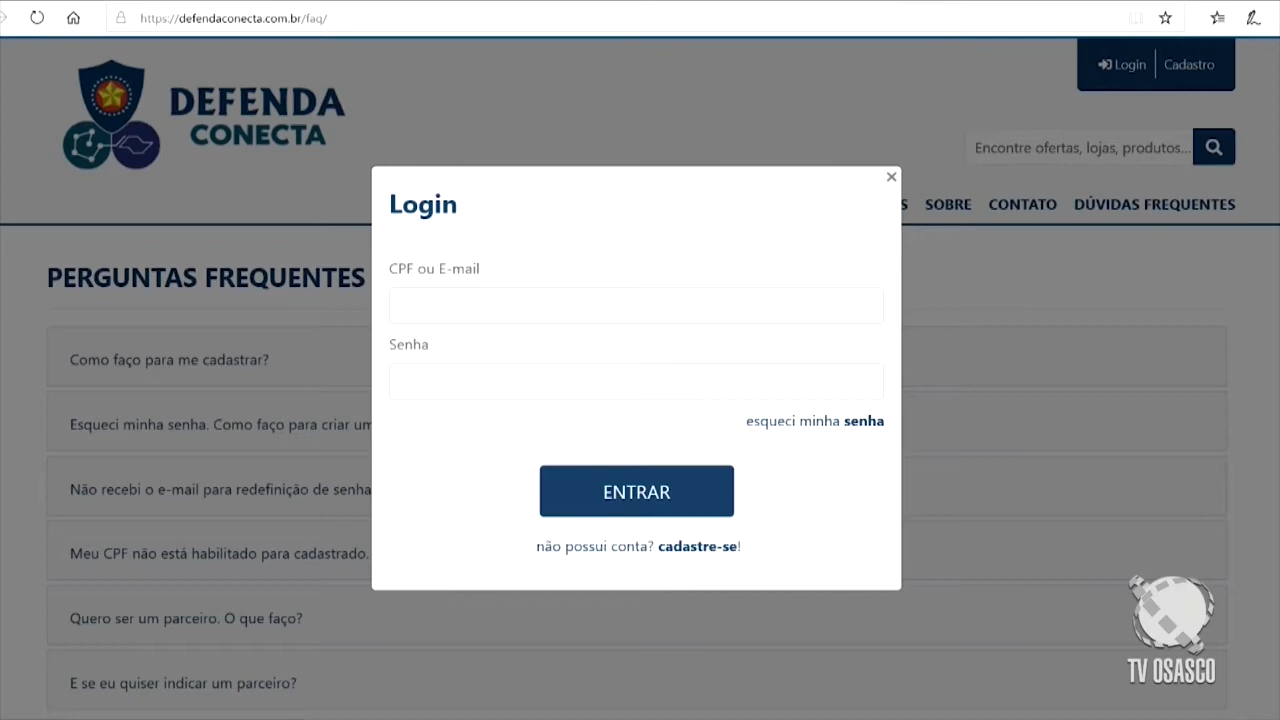 https://defendaconecta.com.br/faq/
Login
Cadastro
DEFENDA
CONECTA
Encontre ofertas, lojas, produtos...
S SOBRE CONTATO DÚVIDAS FREQUENTES
Login
CPF ou E-mail
Senha
esqueci minha senha
ENTRAR
não possui conta? cadastre-se!
PERGUNTAS FREQUENTES
Como faço para me cadastrar?
Esqueci minha senha. Como faço para criar um
Não recebi o e-mail para redefinição de senha
Meu CPF não está habilitado para cadastrado.
Quero ser um parceiro. O que faço?
E se eu quiser indicar um parceiro?
TV OSASCO